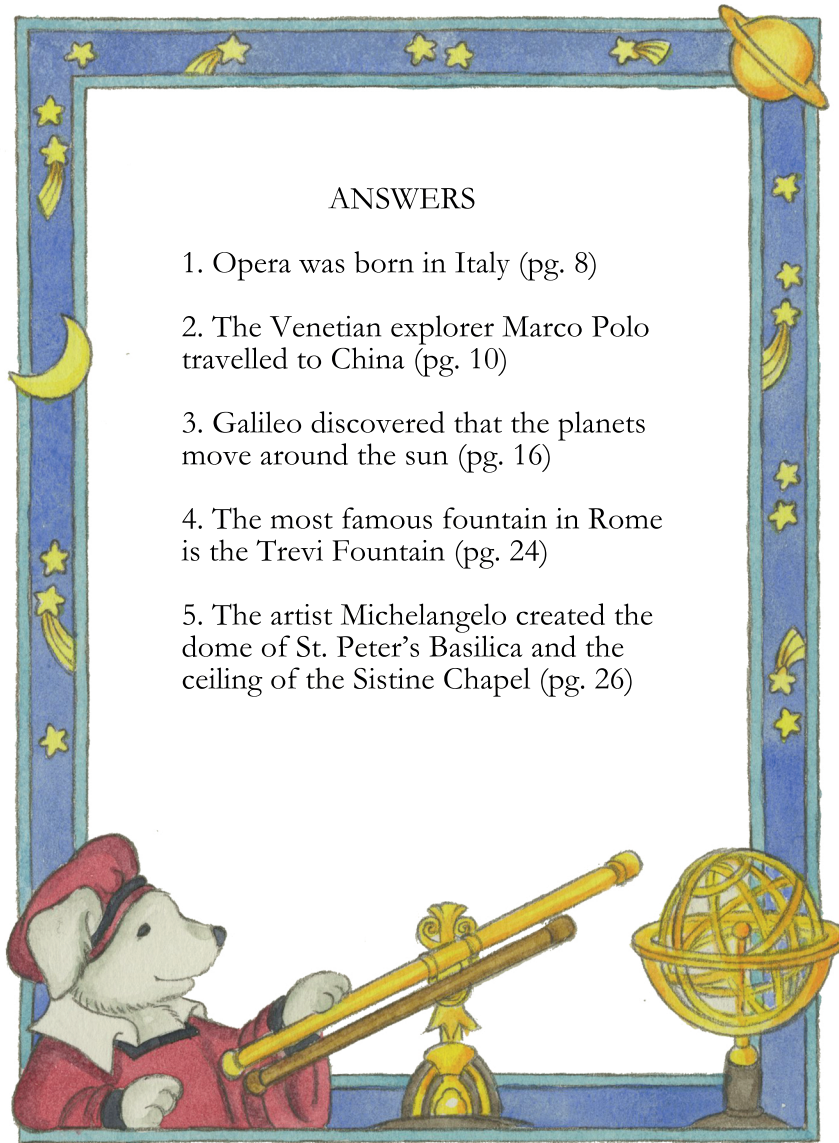 ANSWERS
1. Opera was born in Italy (pg. 8)
2. The Venetian explorer Marco Polo
travelled to China (pg. 10)
3. Galileo discovered that the planets
move around the sun (pg. 16)
4. The most famous fountain in Rome
is the Trevi Fountain (pg. 24)
5. The artist Michelangelo created the
dome of St. Peter’s Basilica and the
ceiling of the Sistine Chapel (pg. 26)